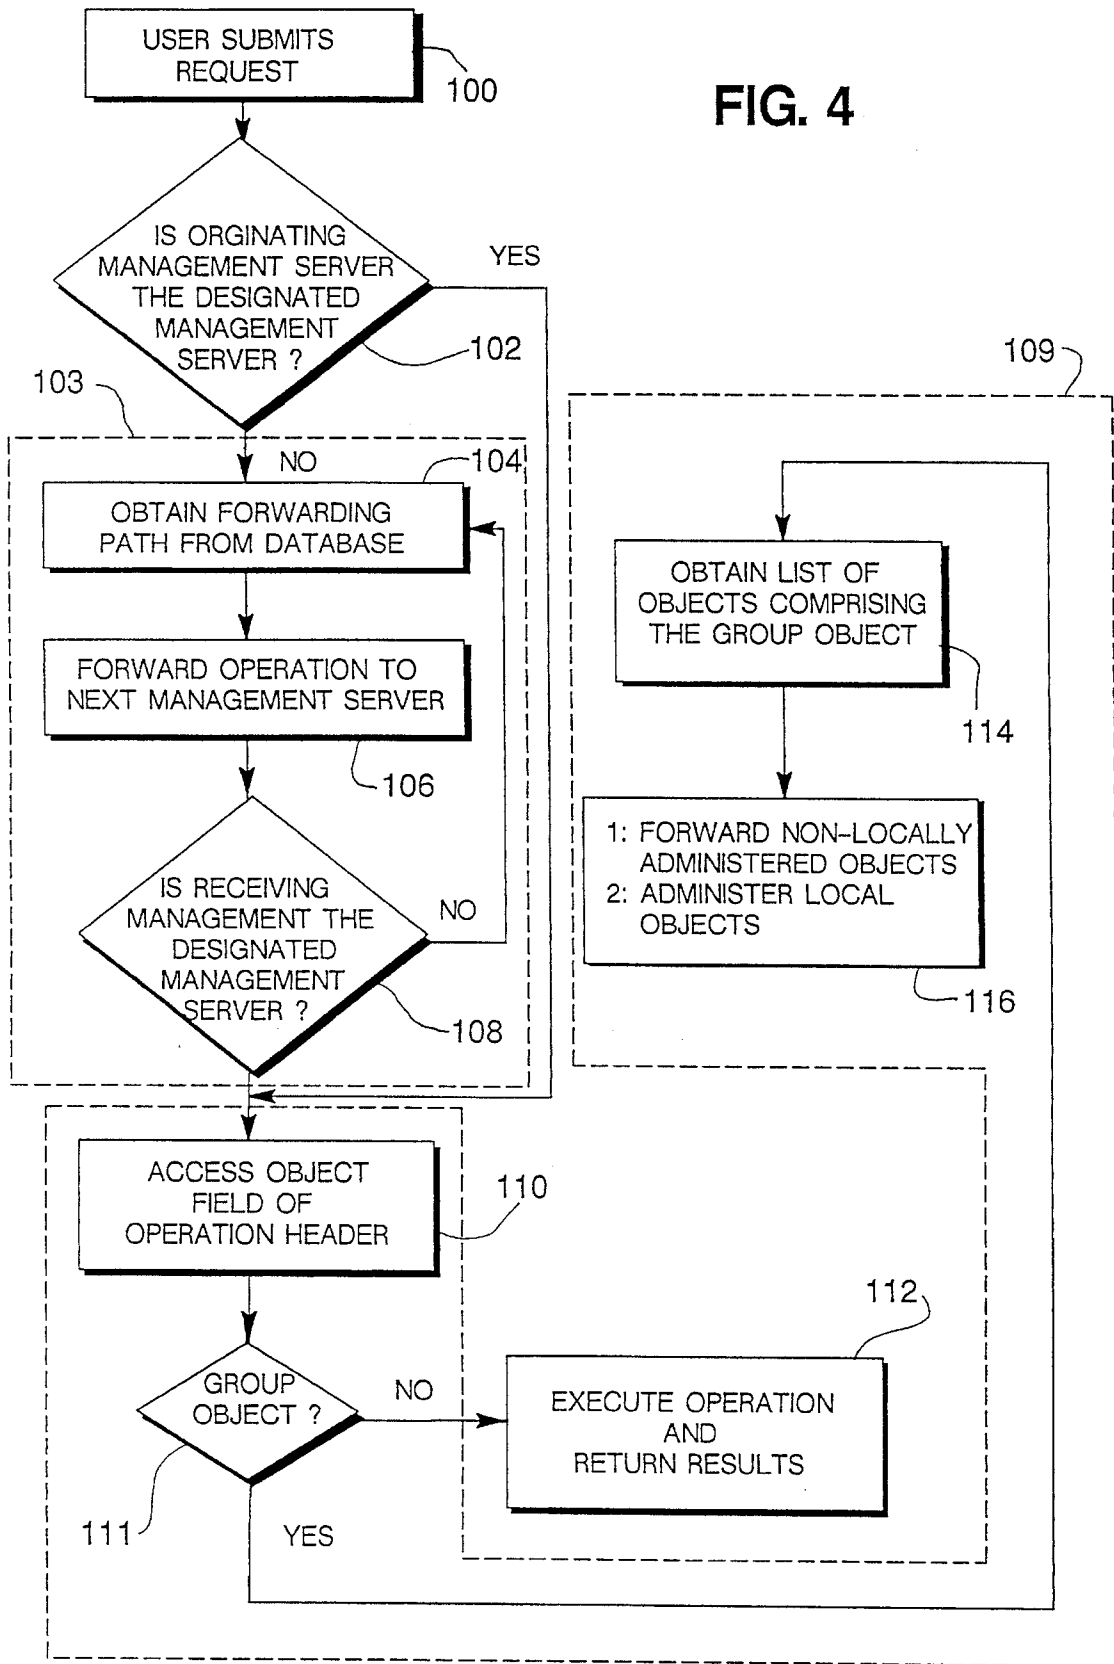 USER SUBMITS
REQUEST
100
FIG. 4
IS ORGINATING
MANAGEMENT SERVER
THE DESIGNATED
MANAGEMENT
SERVER ?
YES
102
103
NO
104
OBTAIN FORWARDING
PATH FROM DATABASE
FORWARD OPERATION TO
NEXT MANAGEMENT SERVER
106
IS RECEIVING
MANAGEMENT THE
DESIGNATED
MANAGEMENT
SERVER ?
NO
108
109
OBTAIN LIST OF
OBJECTS COMPRISING
THE GROUP OBJECT
114
1: FORWARD NON-LOCALLY
ADMINISTERED OBJECTS
2: ADMINISTER LOCAL
OBJECTS
116
ACCESS OBJECT
FIELD OF
OPERATION HEADER
110
GROUP
OBJECT ?
NO
111
YES
112
EXECUTE OPERATION
AND
RETURN RESULTS